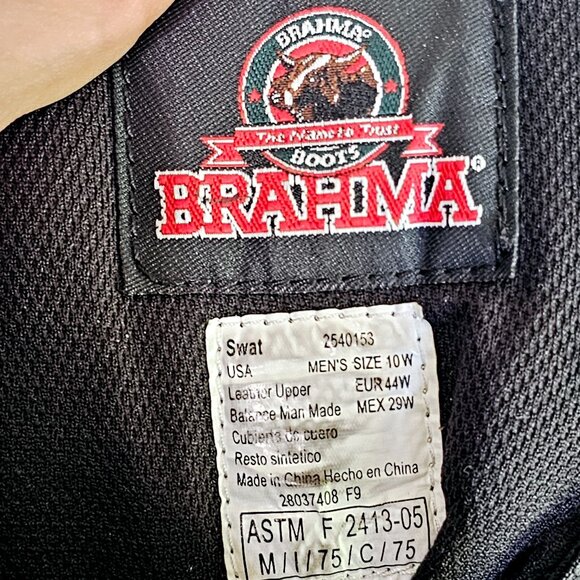 BRAHMA®
The Name to Trust
BOOTS
BRAHMA®
Swat 2540153
USA MEN'S SIZE 10W
Leather Upper EUR 44W
Balance Man Made MEX 29W
Cubierta de cuero
Resto sintetico
Made in China Hecho en China
28037408 F9
ASTM F 2413-05
M/I/75/C/75